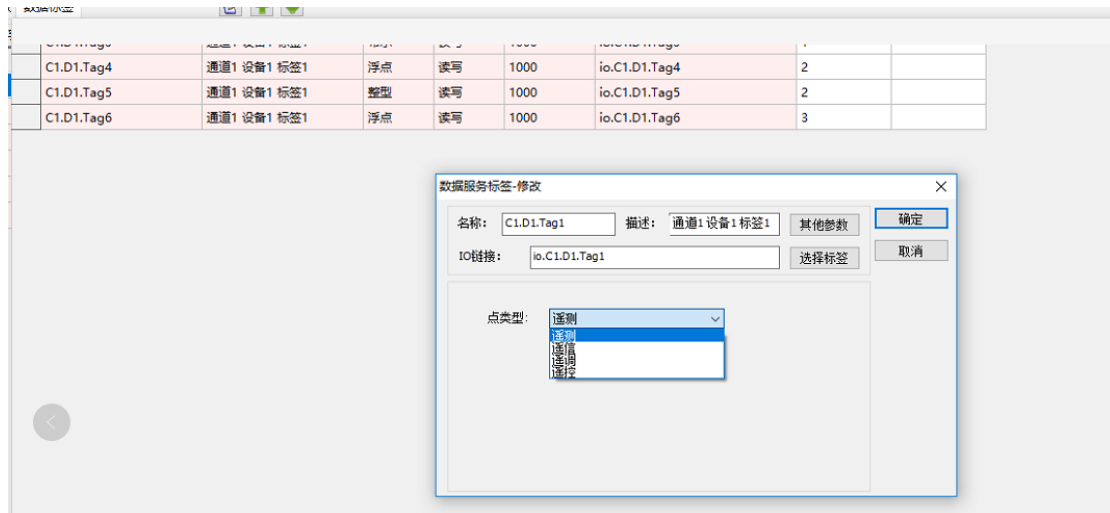 数据标签
C1.D1.Tag4 通道1 设备1 标签1 浮点 读写 1000 io.C1.D1.Tag4 2
C1.D1.Tag5 通道1 设备1 标签1 整型 读写 1000 io.C1.D1.Tag5 2
C1.D1.Tag6 通道1 设备1 标签1 浮点 读写 1000 io.C1.D1.Tag6 3
数据服务标签-修改
名称: C1.D1.Tag1 描述: 通道1 设备1 标签1 其他参数 确定
IO链接: io.C1.D1.Tag1 选择标签 取消
点类型: 遥测
遥测
遥信
遥调
遥控